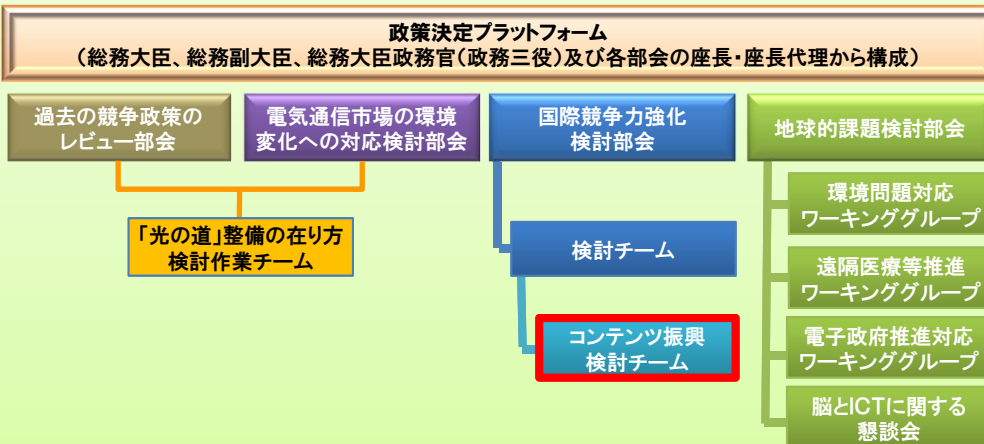 政策決定プラットフォーム
（総務大臣、総務副大臣、総務大臣政務官（政務三役）及び各部会の座長・座長代理から構成）
過去の競争政策の
レビュー部会
電気通信市場の環境
変化への対応検討部会
国際競争力強化
検討部会
地球的課題検討部会
「光の道」整備の在り方
検討作業チーム
検討チーム
コンテンツ振興
検討チーム
環境問題対応
ワーキンググループ
遠隔医療等推進
ワーキンググループ
電子政府推進対応
ワーキンググループ
脳とICTに関する
懇談会